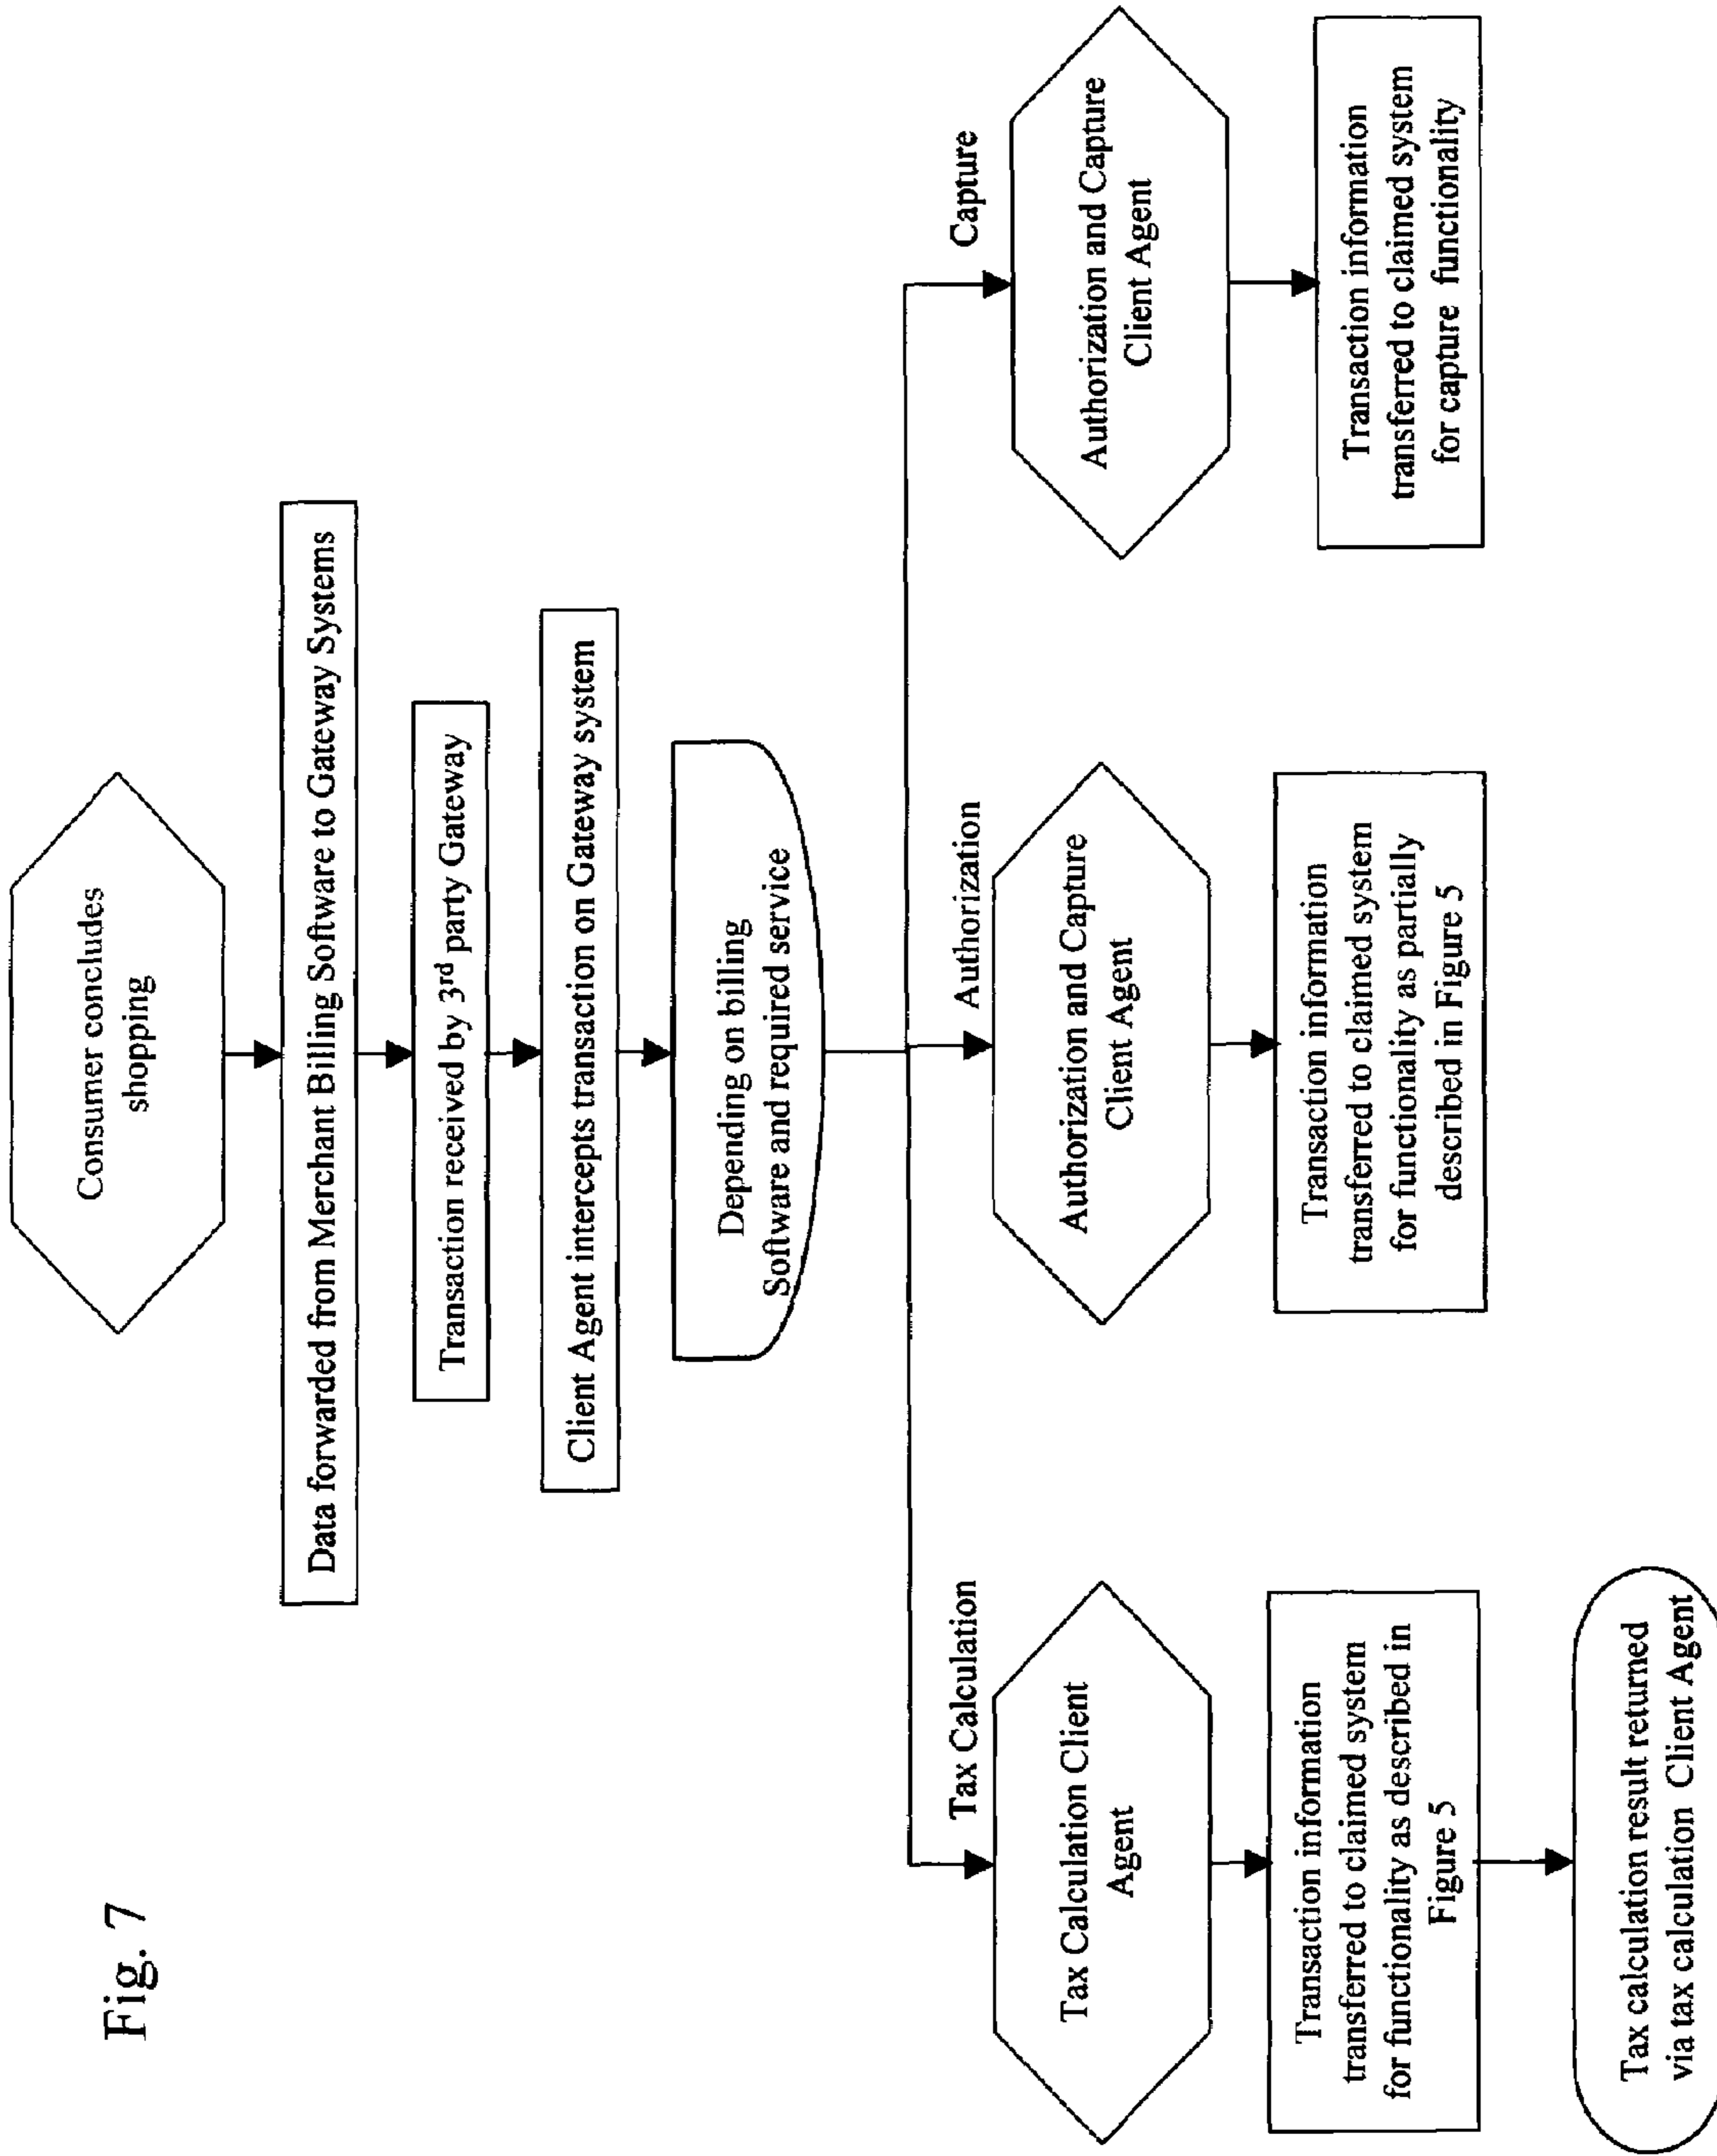 Fig. 7
Consumer concludes
shopping
Data forwarded from Merchant Billing Software to Gateway Systems
Transaction received by 3rd party Gateway
Client Agent intercepts transaction on Gateway system
Depending on billing
Software and required service
Tax Calculation
Tax Calculation Client
Agent
Transaction information
transferred to claimed system
for functionality as described in
Figure 5
Tax calculation result returned
via tax calculation Client Agent
Authorization
Authorization and Capture
Client Agent
Transaction information
transferred to claimed system
for functionality as partially
described in Figure 5
Capture
Authorization and Capture
Client Agent
Transaction information
transferred to claimed system
for capture functionality